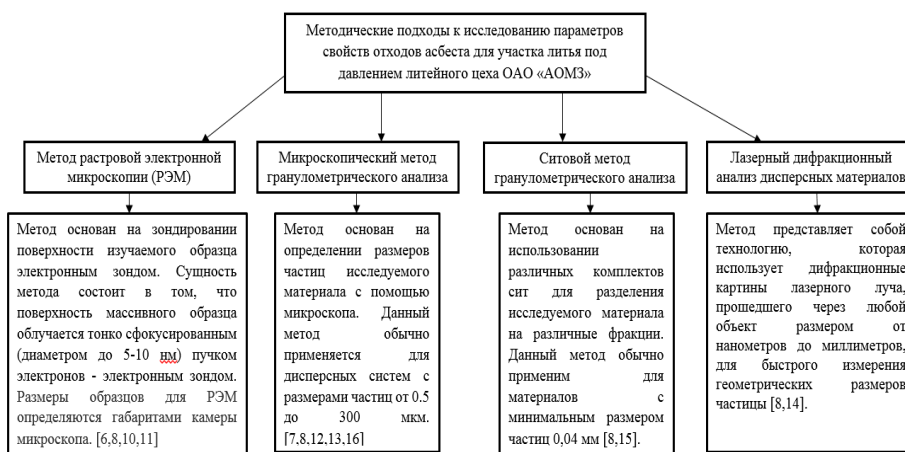 Методические подходы к исследованию параметров
свойств отходов асбеста для участка литья под
давлением литейного цеха ОАО «АОМЗ»
Метод растровой электронной
микроскопии (РЭМ)
Метод основан на зондировании
поверхности изучаемого образца
электронным зондом. Сущность
метода состоит в том, что
поверхность массивного образца
облучается тонко сфокусированным
(диаметром до 5-10 нм) пучком
электронов - электронным зондом.
Размеры образцов для РЭМ
определяются габаритами камеры
микроскопа. [6,8,10,11]
Микроскопический метод
гранулометрического анализа
Метод основан на
определении размеров
частиц исследуемого
материала с помощью
микроскопа. Данный
метод обычно
применяется для
дисперсных систем с
размерами частиц от 0.5
до 300 мкм.
[7,8,12,13,16]
Ситовой метод
гранулометрического анализа
Метод основан на
использовании
различных комплектов
сит для разделения
исследуемого материала
на различные фракции.
Данный метод обычно
применим для
материалов с
минимальным размером
частиц 0,04 мм [8,15].
Лазерный дифракционный
анализ дисперсных материалов
Метод представляет собой
технологию, которая
использует дифракционные
картины лазерного луча,
прошедшего через любой
объект размером от
нанометров до миллиметров,
для быстрого измерения
геометрических размеров
частицы [8,14].